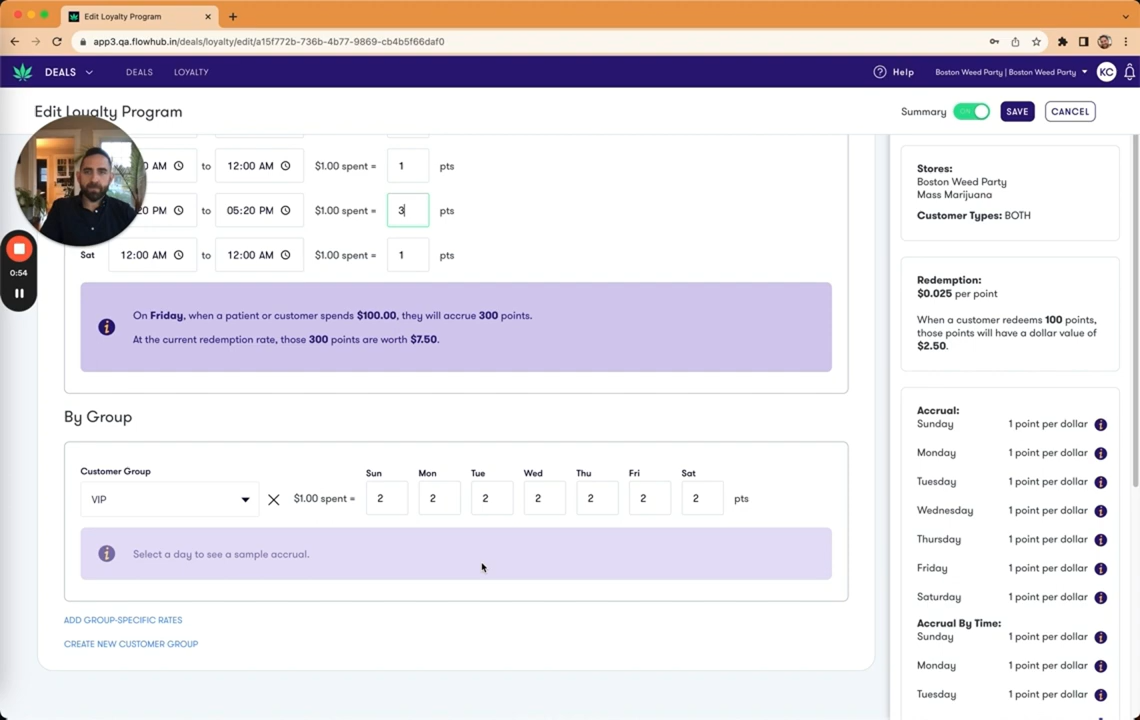 Edit Loyalty Program
app3.qa.flowhub.in/deals/loyalty/edit/a15f772b-736b-4b77-9869-cb4b5f66daf0
DEALS DEALS LOYALTY Help Boston Weed Party | Boston Weed Party KC
Edit Loyalty Program Summary ON SAVE CANCEL
AM to 12:00 AM $1.00 spent = 1 pts
PM to 05:20 PM $1.00 spent = 3 pts
Sat 12:00 AM to 12:00 AM $1.00 spent = 1 pts
On Friday, when a patient or customer spends $100.00, they will accrue 300 points.
At the current redemption rate, those 300 points are worth $7.50.
By Group
Customer Group Sun Mon Tue Wed Thu Fri Sat
VIP $1.00 spent = 2 2 2 2 2 2 2 pts
Select a day to see a sample accrual.
ADD GROUP-SPECIFIC RATES
CREATE NEW CUSTOMER GROUP
0:54
Stores:
Boston Weed Party
Mass Marijuana
Customer Types: BOTH
Redemption:
$0.025 per point
When a customer redeems 100 points,
those points will have a dollar value of
$2.50.
Accrual:
Sunday 1 point per dollar
Monday 1 point per dollar
Tuesday 1 point per dollar
Wednesday 1 point per dollar
Thursday 1 point per dollar
Friday 1 point per dollar
Saturday 1 point per dollar
Accrual By Time:
Sunday 1 point per dollar
Monday 1 point per dollar
Tuesday 1 point per dollar